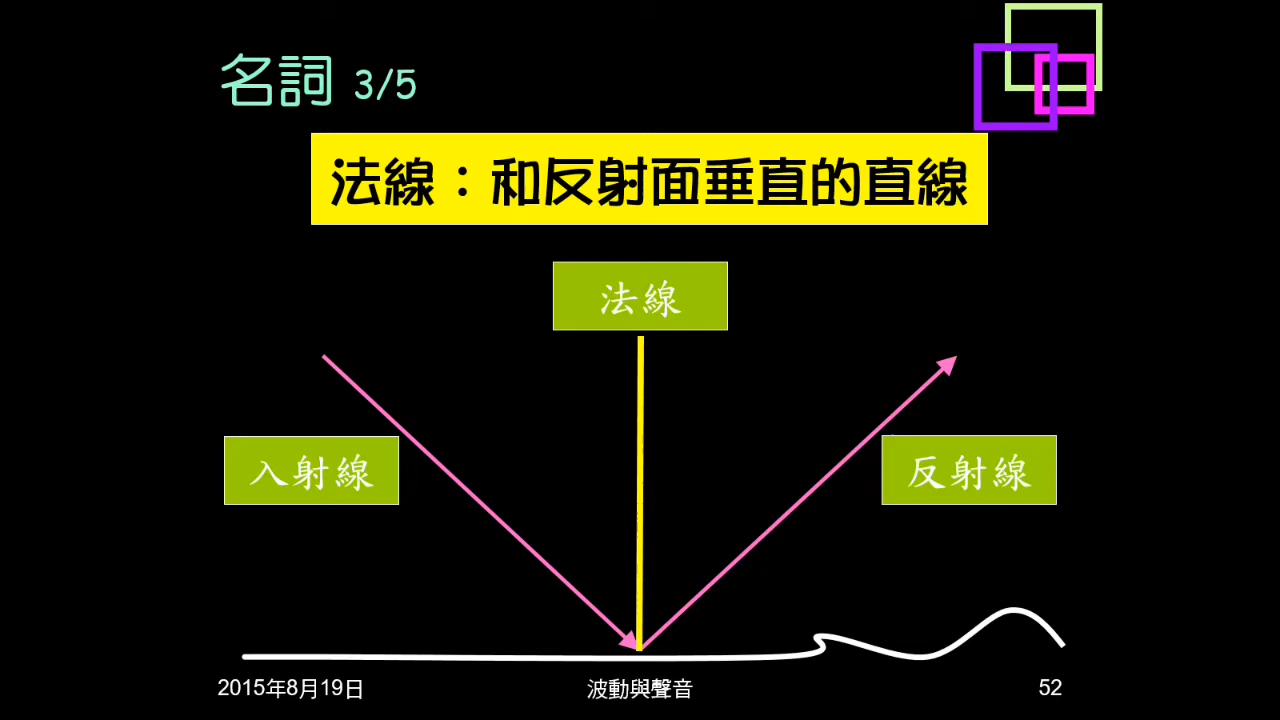 名詞 3/5
法線：和反射面垂直的直線
法線
入射線
反射線
2015年8月19日
波動與聲音
52